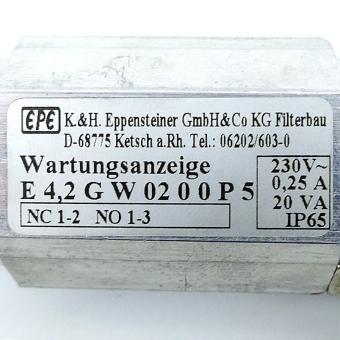 EPE K.&H. Eppensteiner GmbH&Co KG Filterbau
D-68775 Ketsch a.Rh. Tel.: 06202/603-0
Wartungsanzeige
E 4,2 G W 02 0 0 P 5
NC 1-2 NO 1-3
230V~
0,25 A
20 VA
IP65